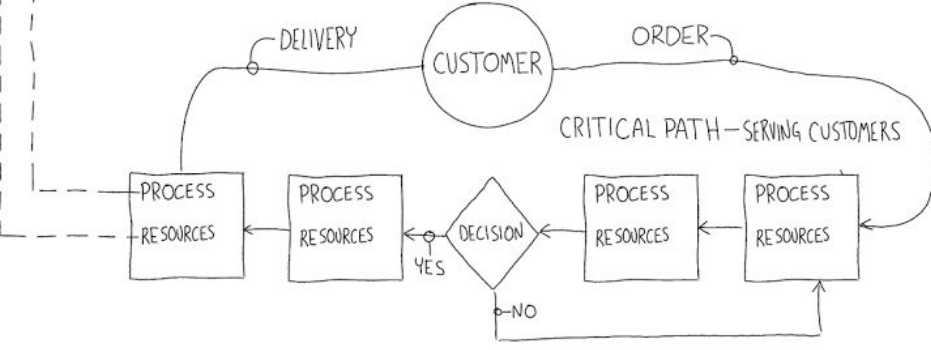 DELIVERY
CUSTOMER
ORDER
CRITICAL PATH – SERVING CUSTOMERS
PROCESS
RESOURCES
PROCESS
RESOURCES
DECISION
YES
NO
PROCESS
RESOURCES
PROCESS
RESOURCES